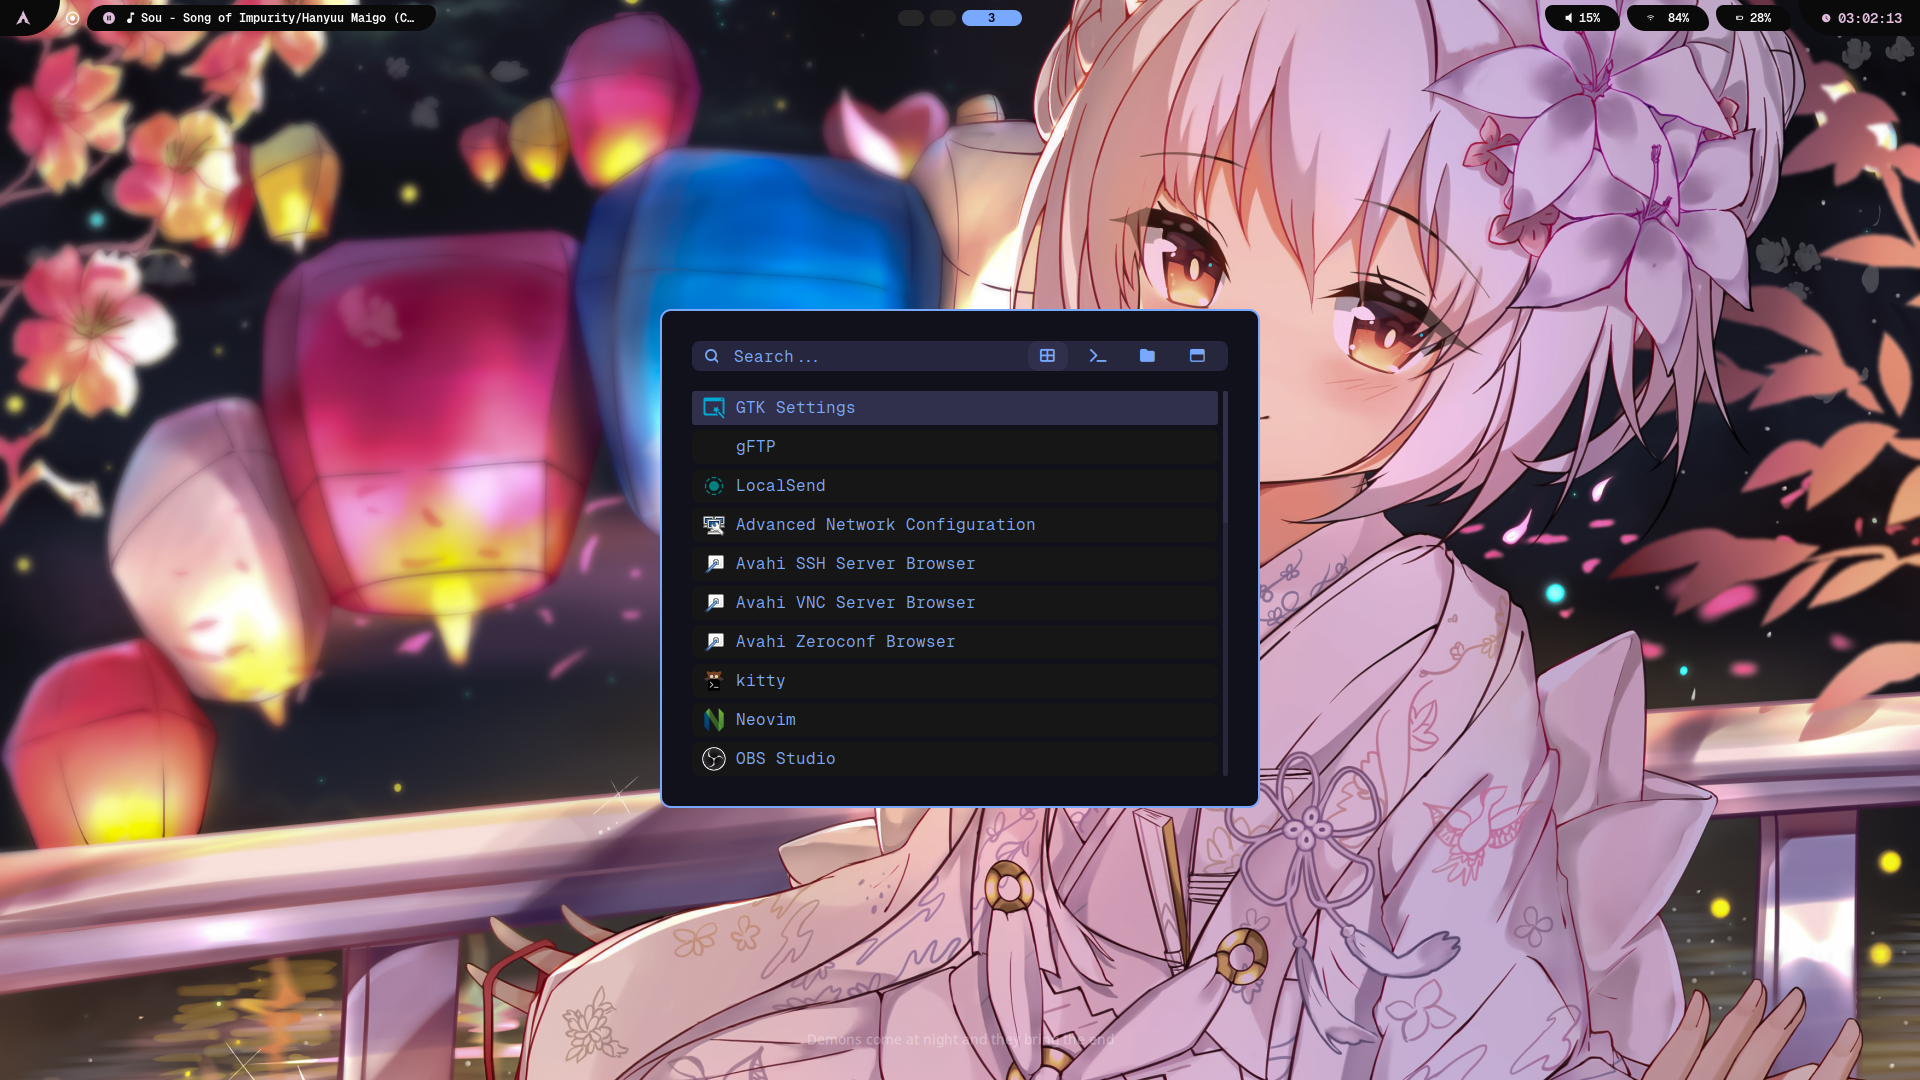 Sou - Song of Impurity/Hanyuu Maigo (C…
3
15%
84%
28%
03:02:13
Search...
GTK Settings
gFTP
LocalSend
Advanced Network Configuration
Avahi SSH Server Browser
Avahi VNC Server Browser
Avahi Zeroconf Browser
kitty
Neovim
OBS Studio
Demons come at night and they bring the end